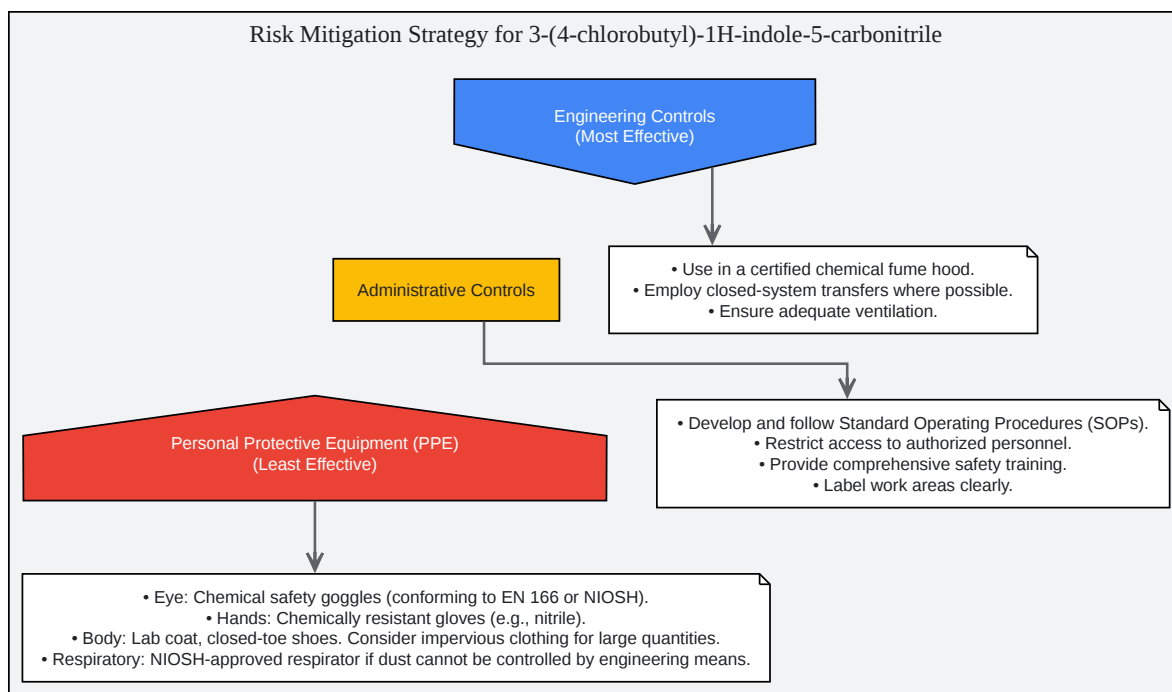 Risk Mitigation Strategy for 3-(4-chlorobutyl)-1H-indole-5-carbonitrile
Engineering Controls
(Most Effective)
• Use in a certified chemical fume hood.
• Employ closed-system transfers where possible.
• Ensure adequate ventilation.
Administrative Controls
• Develop and follow Standard Operating Procedures (SOPs).
• Restrict access to authorized personnel.
• Provide comprehensive safety training.
• Label work areas clearly.
Personal Protective Equipment (PPE)
(Least Effective)
• Eye: Chemical safety goggles (conforming to EN 166 or NIOSH).
• Hands: Chemically resistant gloves (e.g., nitrile).
• Body: Lab coat, closed-toe shoes. Consider impervious clothing for large quantities.
• Respiratory: NIOSH-approved respirator if dust cannot be controlled by engineering means.